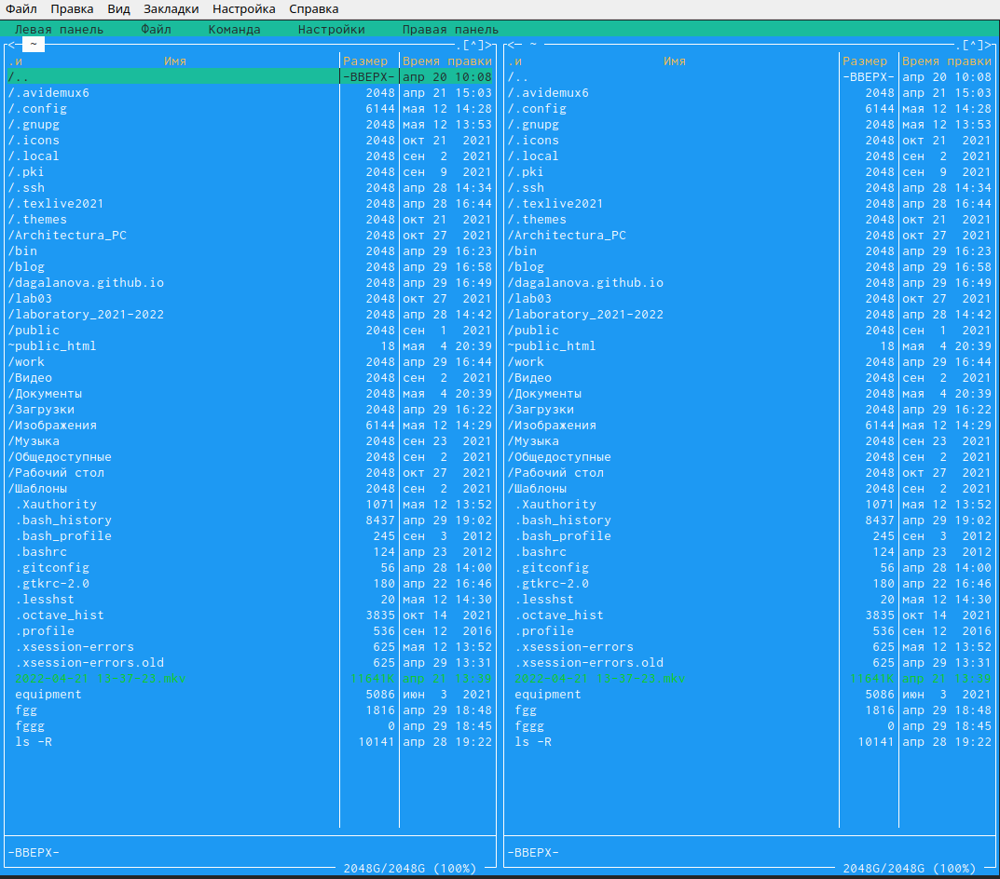 Файл Правка Вид Закладки Настройка Справка
Левая панель Файл Команда Настройки Правая панель
<- ~ .[^]> <- ~ .[^]>
.и Имя Размер Время правки .и Имя Размер Время правки
/.. -ВВЕРХ- апр 20 10:08 /.. -ВВЕРХ- апр 20 10:08
/.avidemux6 2048 апр 21 15:03 /.avidemux6 2048 апр 21 15:03
/.config 6144 мая 12 14:28 /.config 6144 мая 12 14:28
/.gnupg 2048 мая 12 13:53 /.gnupg 2048 мая 12 13:53
/.icons 2048 окт 21 2021 /.icons 2048 окт 21 2021
/.local 2048 сен 2 2021 /.local 2048 сен 2 2021
/.pki 2048 сен 9 2021 /.pki 2048 сен 9 2021
/.ssh 2048 апр 28 14:34 /.ssh 2048 апр 28 14:34
/.texlive2021 2048 апр 28 16:44 /.texlive2021 2048 апр 28 16:44
/.themes 2048 окт 21 2021 /.themes 2048 окт 21 2021
/Architectura_PC 2048 окт 27 2021 /Architectura_PC 2048 окт 27 2021
/bin 2048 апр 29 16:23 /bin 2048 апр 29 16:23
/blog 2048 апр 29 16:58 /blog 2048 апр 29 16:58
/dagalanova.github.io 2048 апр 29 16:49 /dagalanova.github.io 2048 апр 29 16:49
/lab03 2048 окт 27 2021 /lab03 2048 окт 27 2021
/laboratory_2021-2022 2048 апр 28 14:42 /laboratory_2021-2022 2048 апр 28 14:42
/public 2048 сен 1 2021 /public 2048 сен 1 2021
~public_html 18 мая 4 20:39 ~public_html 18 мая 4 20:39
/work 2048 апр 29 16:44 /work 2048 апр 29 16:44
/Видео 2048 сен 2 2021 /Видео 2048 сен 2 2021
/Документы 2048 мая 4 20:39 /Документы 2048 мая 4 20:39
/Загрузки 2048 апр 29 16:22 /Загрузки 2048 апр 29 16:22
/Изображения 6144 мая 12 14:29 /Изображения 6144 мая 12 14:29
/Музыка 2048 сен 23 2021 /Музыка 2048 сен 23 2021
/Общедоступные 2048 сен 2 2021 /Общедоступные 2048 сен 2 2021
/Рабочий стол 2048 окт 27 2021 /Рабочий стол 2048 окт 27 2021
/Шаблоны 2048 сен 2 2021 /Шаблоны 2048 сен 2 2021
.Xauthority 1071 мая 12 13:52 .Xauthority 1071 мая 12 13:52
.bash_history 8437 апр 29 19:02 .bash_history 8437 апр 29 19:02
.bash_profile 245 сен 3 2012 .bash_profile 245 сен 3 2012
.bashrc 124 апр 23 2012 .bashrc 124 апр 23 2012
.gitconfig 56 апр 28 14:00 .gitconfig 56 апр 28 14:00
.gtkrc-2.0 180 апр 22 16:46 .gtkrc-2.0 180 апр 22 16:46
.lesshst 20 мая 12 14:30 .lesshst 20 мая 12 14:30
.octave_hist 3835 окт 14 2021 .octave_hist 3835 окт 14 2021
.profile 536 сен 12 2016 .profile 536 сен 12 2016
.xsession-errors 625 мая 12 13:52 .xsession-errors 625 мая 12 13:52
.xsession-errors.old 625 апр 29 13:31 .xsession-errors.old 625 апр 29 13:31
апр 21 апр 21
equipment 5086 июн 3 2021 equipment 5086 июн 3 2021
fgg 1816 апр 29 18:48 fgg 1816 апр 29 18:48
fggg 0 апр 29 18:45 fggg 0 апр 29 18:45
ls -R 10141 апр 28 19:22 ls -R 10141 апр 28 19:22
-ВВЕРХ- -ВВЕРХ-
2048G/2048G (100%) 2048G/2048G (100%)